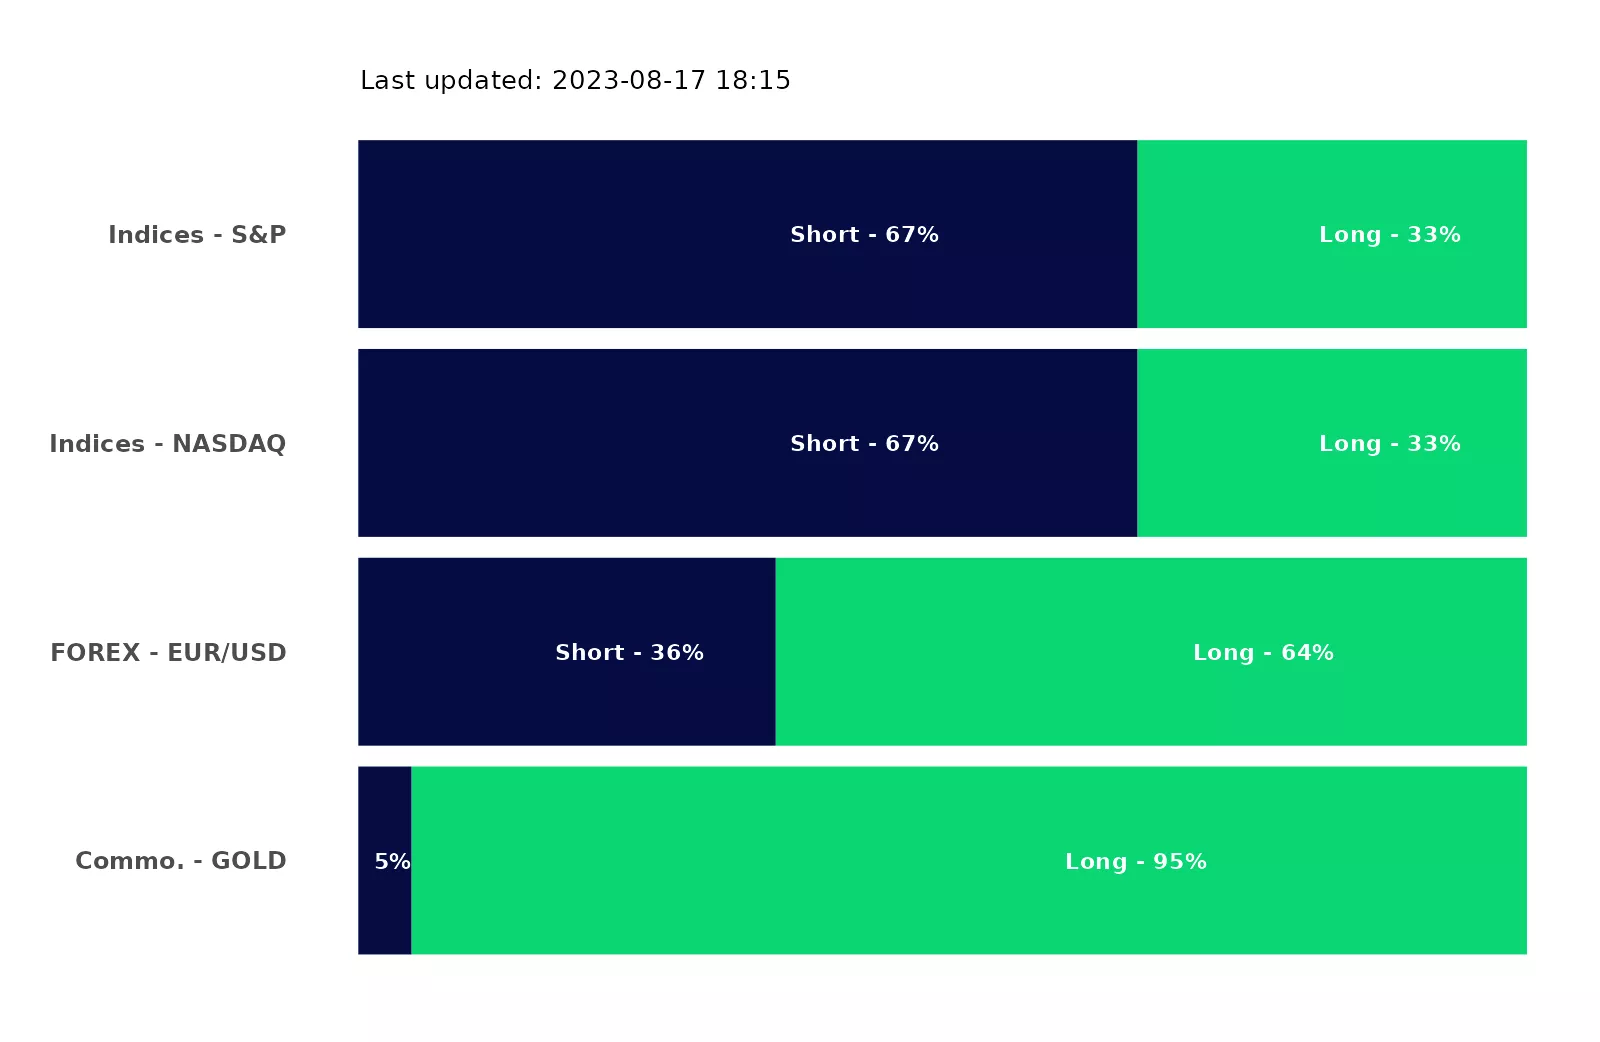 Last updated: 2023-08-17 18:15
Indices - S&P Short - 67% Long - 33%
Indices - NASDAQ Short - 67% Long - 33%
FOREX - EUR/USD Short - 36% Long - 64%
Commo. - GOLD 5% Long - 95%